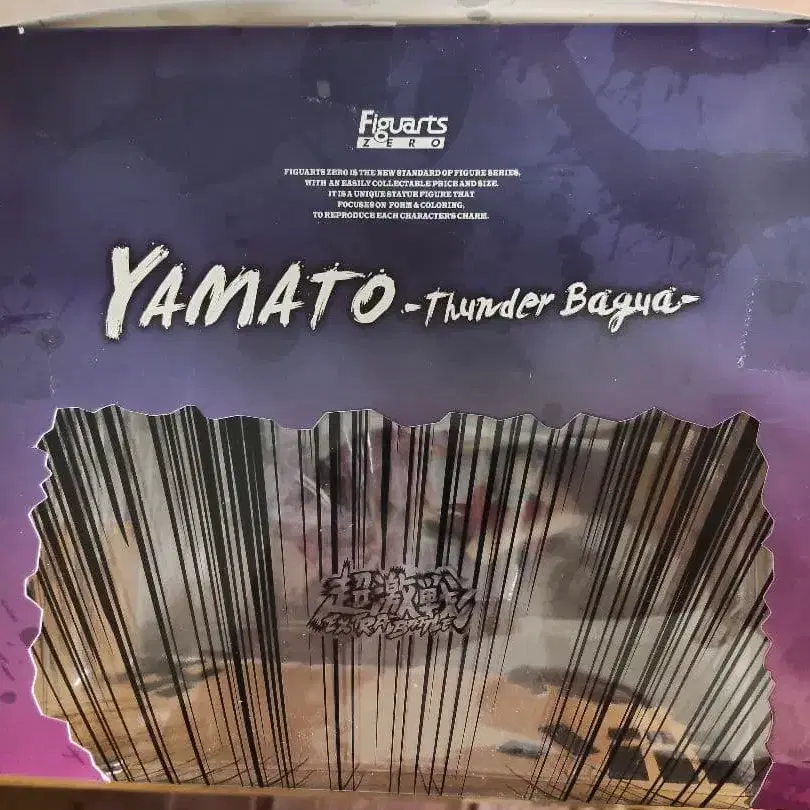 Figuarts
ZERO
FIGUARTS ZERO IS THE NEW STANDARD OF FIGURE SERIES,
WITH AN EASILY COLLECTABLE PRICE AND SIZE.
IT IS A UNIQUE STATUE FIGURE THAT
FOCUSES ON FORM & COLORING,
TO REPRODUCE EACH CHARACTER'S CHARM.
YAMATO -Thunder Bagua-
超激戦
EXTRA BATTLE